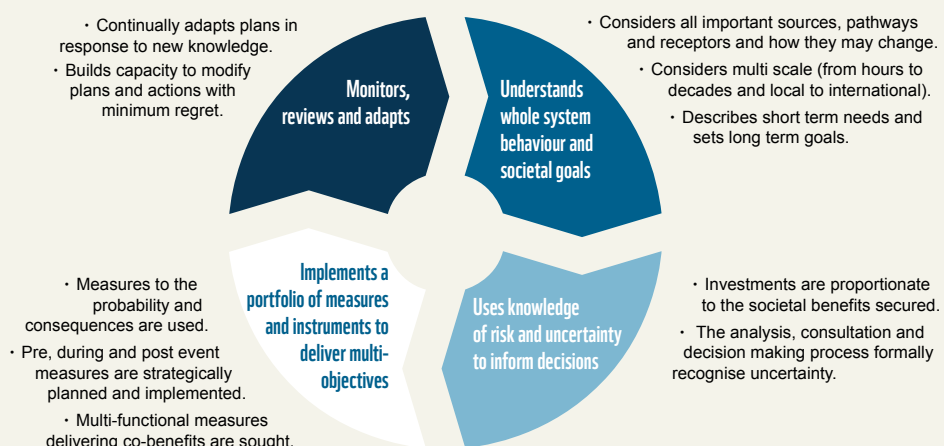 · Continually adapts plans in
response to new knowledge.
· Builds capacity to modify
plans and actions with
minimum regret.
Monitors,
reviews and adapts
Understands
whole system
behaviour and
societal goals
· Considers all important sources, pathways
and receptors and how they may change.
· Considers multi scale (from hours to
decades and local to international).
· Describes short term needs and
sets long term goals.
· Measures to the
probability and
consequences are used.
· Pre, during and post event
measures are strategically
planned and implemented.
· Multi-functional measures
delivering co-benefits are sought.
Implements a
portfolio of measures
and instruments to
deliver multi-
objectives
Uses knowledge
of risk and uncertainty
to inform decisions
· Investments are proportionate
to the societal benefits secured.
· The analysis, consultation and
decision making process formally
recognise uncertainty.